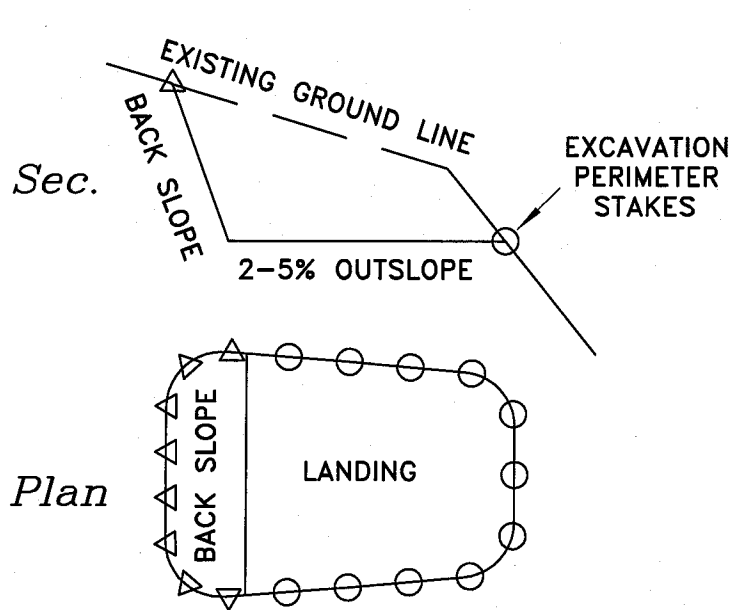 EXISTING GROUND LINE
BACK SLOPE
Sec.
EXCAVATION
PERIMETER
STAKES
2-5% OUTSLOPE
Plan
BACK SLOPE
LANDING